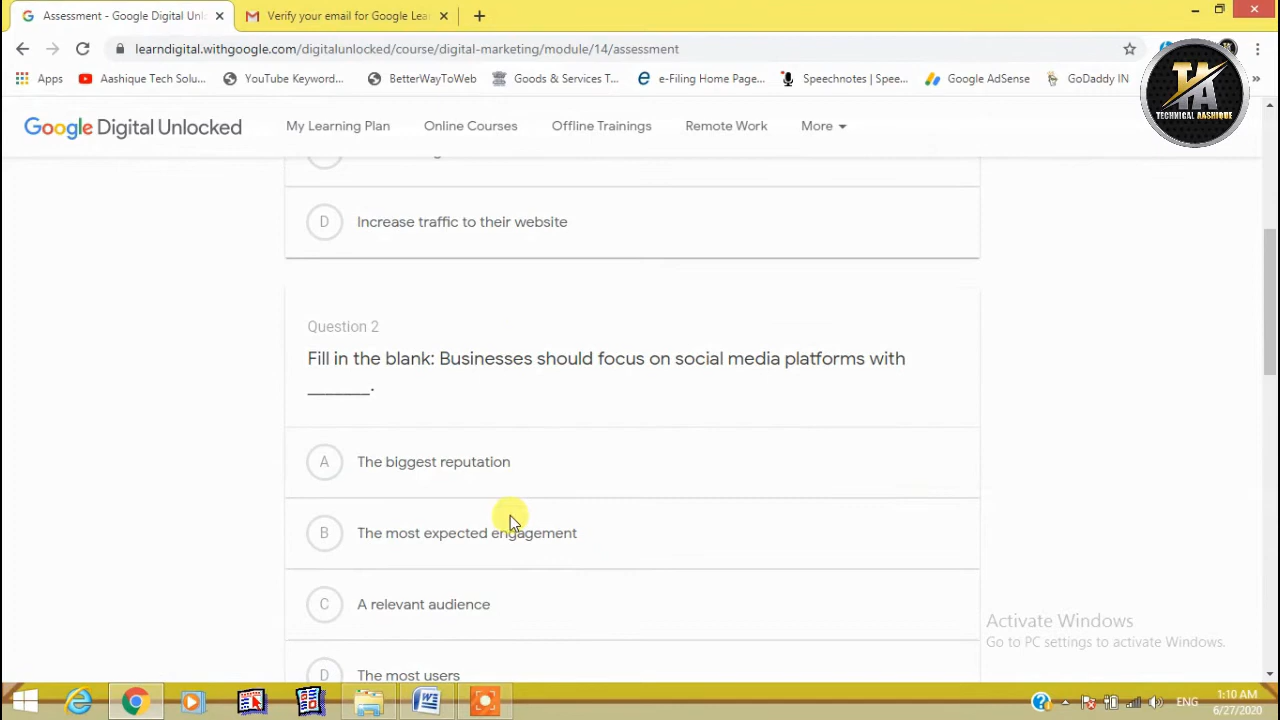 Assessment - Google Digital Unl
Verify your email for Google Lea
learndigital.withgoogle.com/digitalunlocked/course/digital-marketing/module/14/assessment
Apps
Aashique Tech Solu...
YouTube Keyword...
BetterWayToWeb
Goods & Services T...
e-Filing Home Page...
Speechnotes | Spee...
Google AdSense
GoDaddy IN
»
TA
TECHNICAL AASHIQUE
Google Digital Unlocked
My Learning Plan
Online Courses
Offline Trainings
Remote Work
More
D Increase traffic to their website
Question 2
Fill in the blank: Businesses should focus on social media platforms with
_______.
A The biggest reputation
B The most expected engagement
C A relevant audience
D The most users
Activate Windows
Go to PC settings to activate Windows.
ENG
1:10 AM
6/27/2020